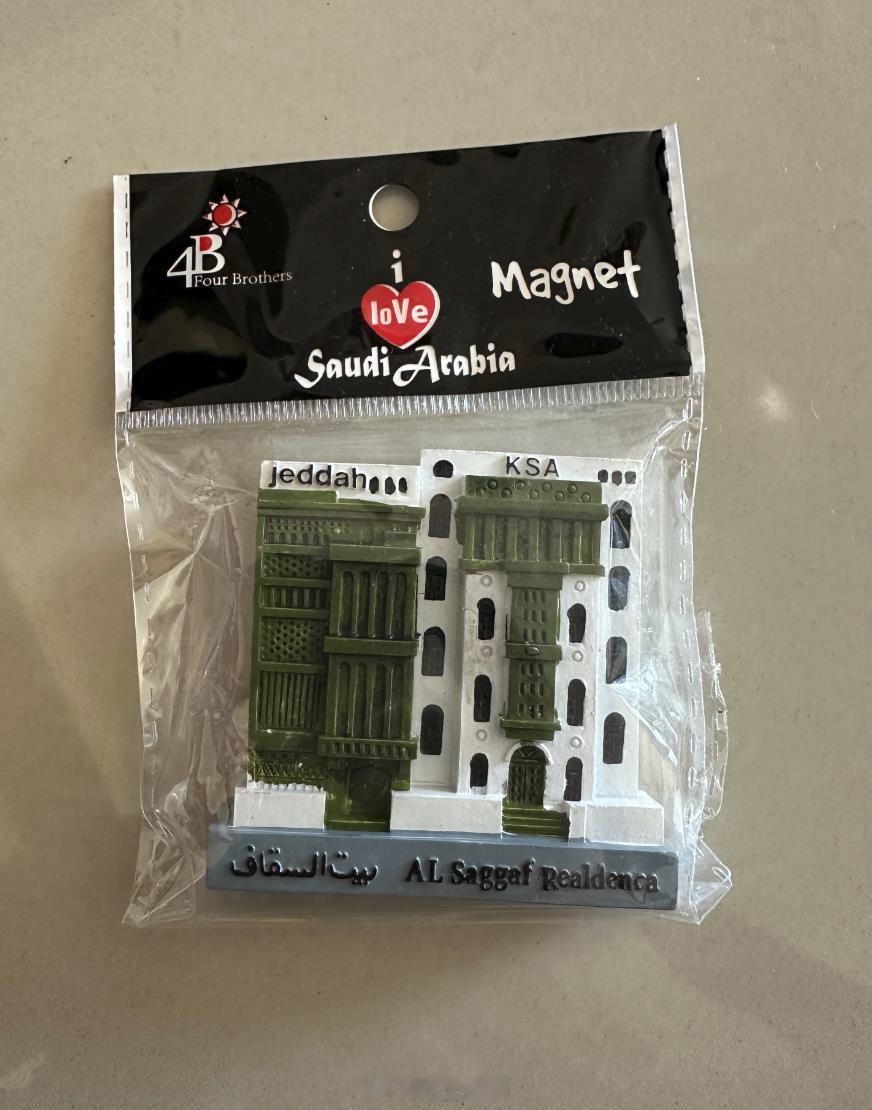 4B
Four Brothers
i
loVe
Saudi Arabia
Magnet
jeddah
KSA
بيت السقاف
AL Saggaf Realdenca